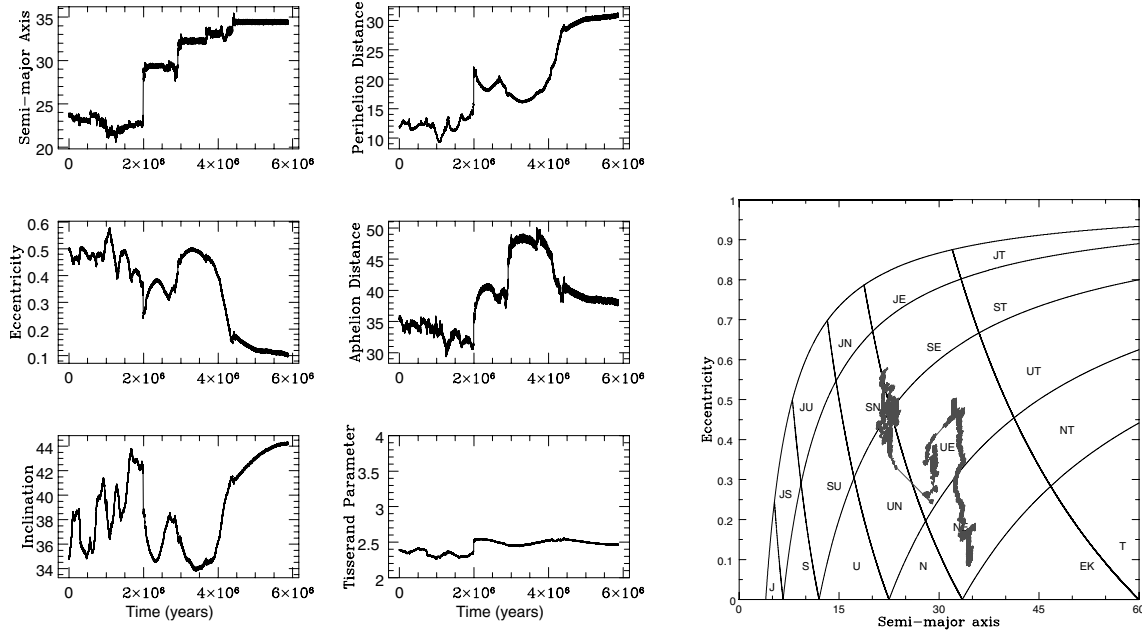 Semi-major Axis
35
30
25
20
0
2×10⁶
4×10⁶
6×10⁶
Perihelion Distance
30
25
20
15
10
0
2×10⁶
4×10⁶
6×10⁶
Eccentricity
0.6
0.5
0.4
0.3
0.2
0.1
0
2×10⁶
4×10⁶
6×10⁶
Aphelion Distance
50
45
40
35
30
0
2×10⁶
4×10⁶
6×10⁶
Inclination
44
42
40
38
36
34
0
2×10⁶
4×10⁶
6×10⁶
Time (years)
Tisserand Parameter
4
3.5
3
2.5
2
0
2×10⁶
4×10⁶
6×10⁶
Time (years)
Eccentricity
1
0.9
0.8
0.7
0.6
0.5
0.4
0.3
0.2
0.1
0
0
15
30
45
60
Semi-major axis
JT
JE
ST
JN
SE
UT
JU
SN
NT
UE
JS
SU
UN
T
J
S
U
N
EK